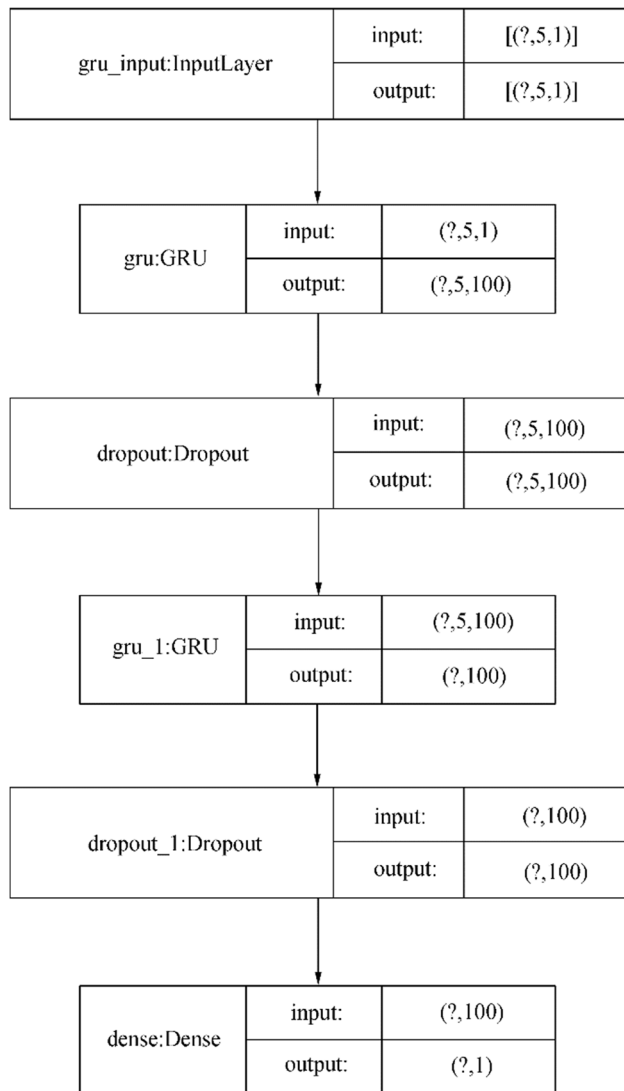 gru_input:InputLayer
input: [(?,5,1)]
output: [(?,5,1)]
gru:GRU
input: (?,5,1)
output: (?,5,100)
dropout:Dropout
input: (?,5,100)
output: (?,5,100)
gru_1:GRU
input: (?,5,100)
output: (?,100)
dropout_1:Dropout
input: (?,100)
output: (?,100)
dense:Dense
input: (?,100)
output: (?,1)